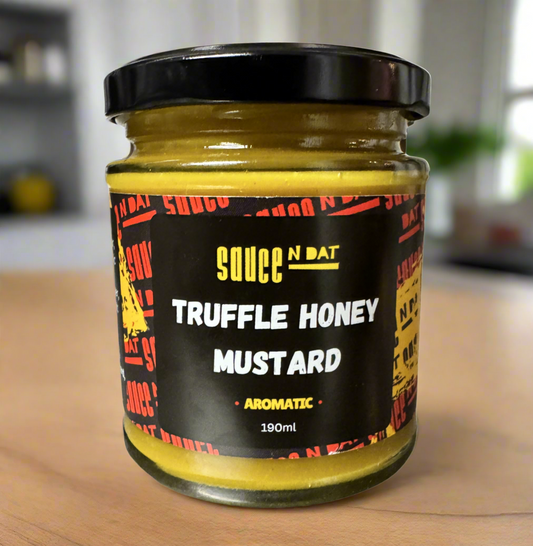 sauce N DAT
TRUFFLE HONEY
MUSTARD
• AROMATIC •
190ml